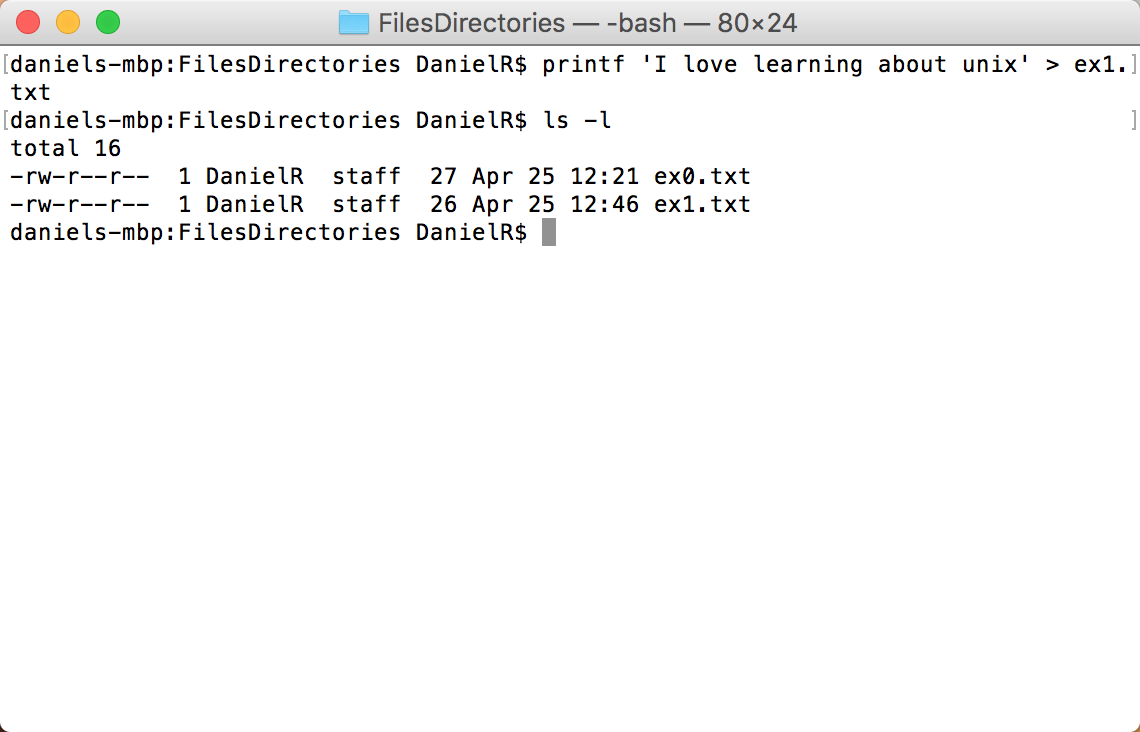 FilesDirectories — -bash — 80×24
[daniels-mbp:FilesDirectories DanielR$ printf 'I love learning about unix' > ex1.]
txt
[daniels-mbp:FilesDirectories DanielR$ ls -l ]
total 16
-rw-r--r--  1 DanielR  staff  27 Apr 25 12:21 ex0.txt
-rw-r--r--  1 DanielR  staff  26 Apr 25 12:46 ex1.txt
daniels-mbp:FilesDirectories DanielR$